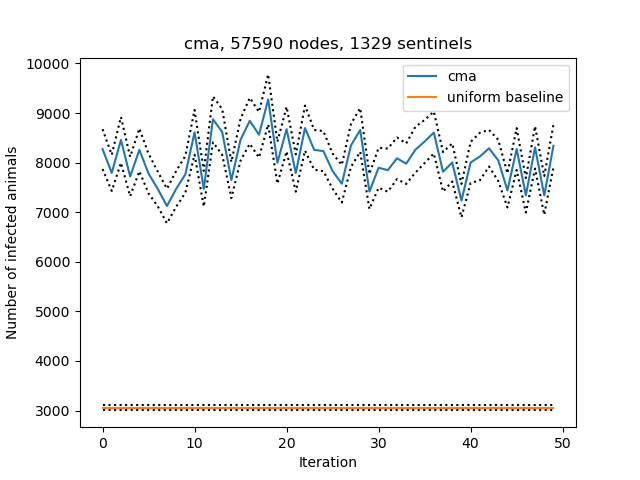 cma, 57590 nodes, 1329 sentinels
cma
uniform baseline
Number of infected animals
10000
9000
8000
7000
6000
5000
4000
3000
0 10 20 30 40 50
Iteration